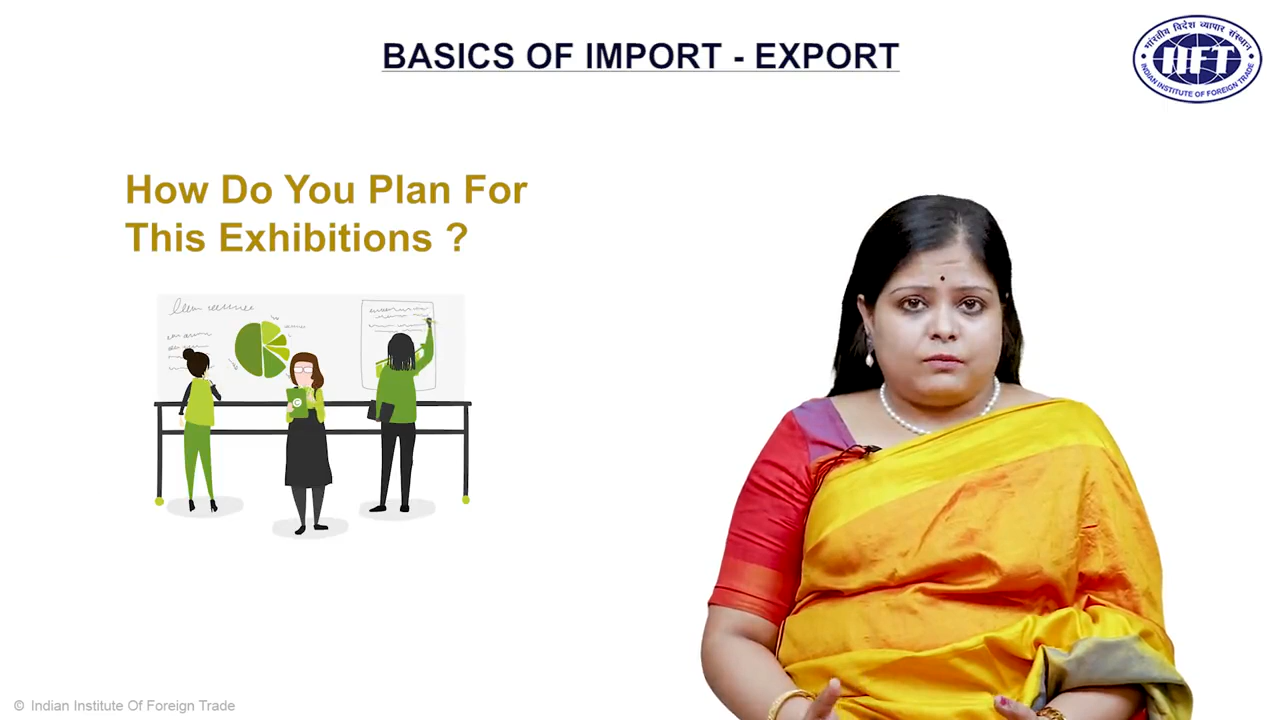 BASICS OF IMPORT - EXPORT
भारतीय विदेश व्यापार संस्थान
IIFT
INDIAN INSTITUTE OF FOREIGN TRADE
How Do You Plan For
This Exhibitions ?
© Indian Institute Of Foreign Trade